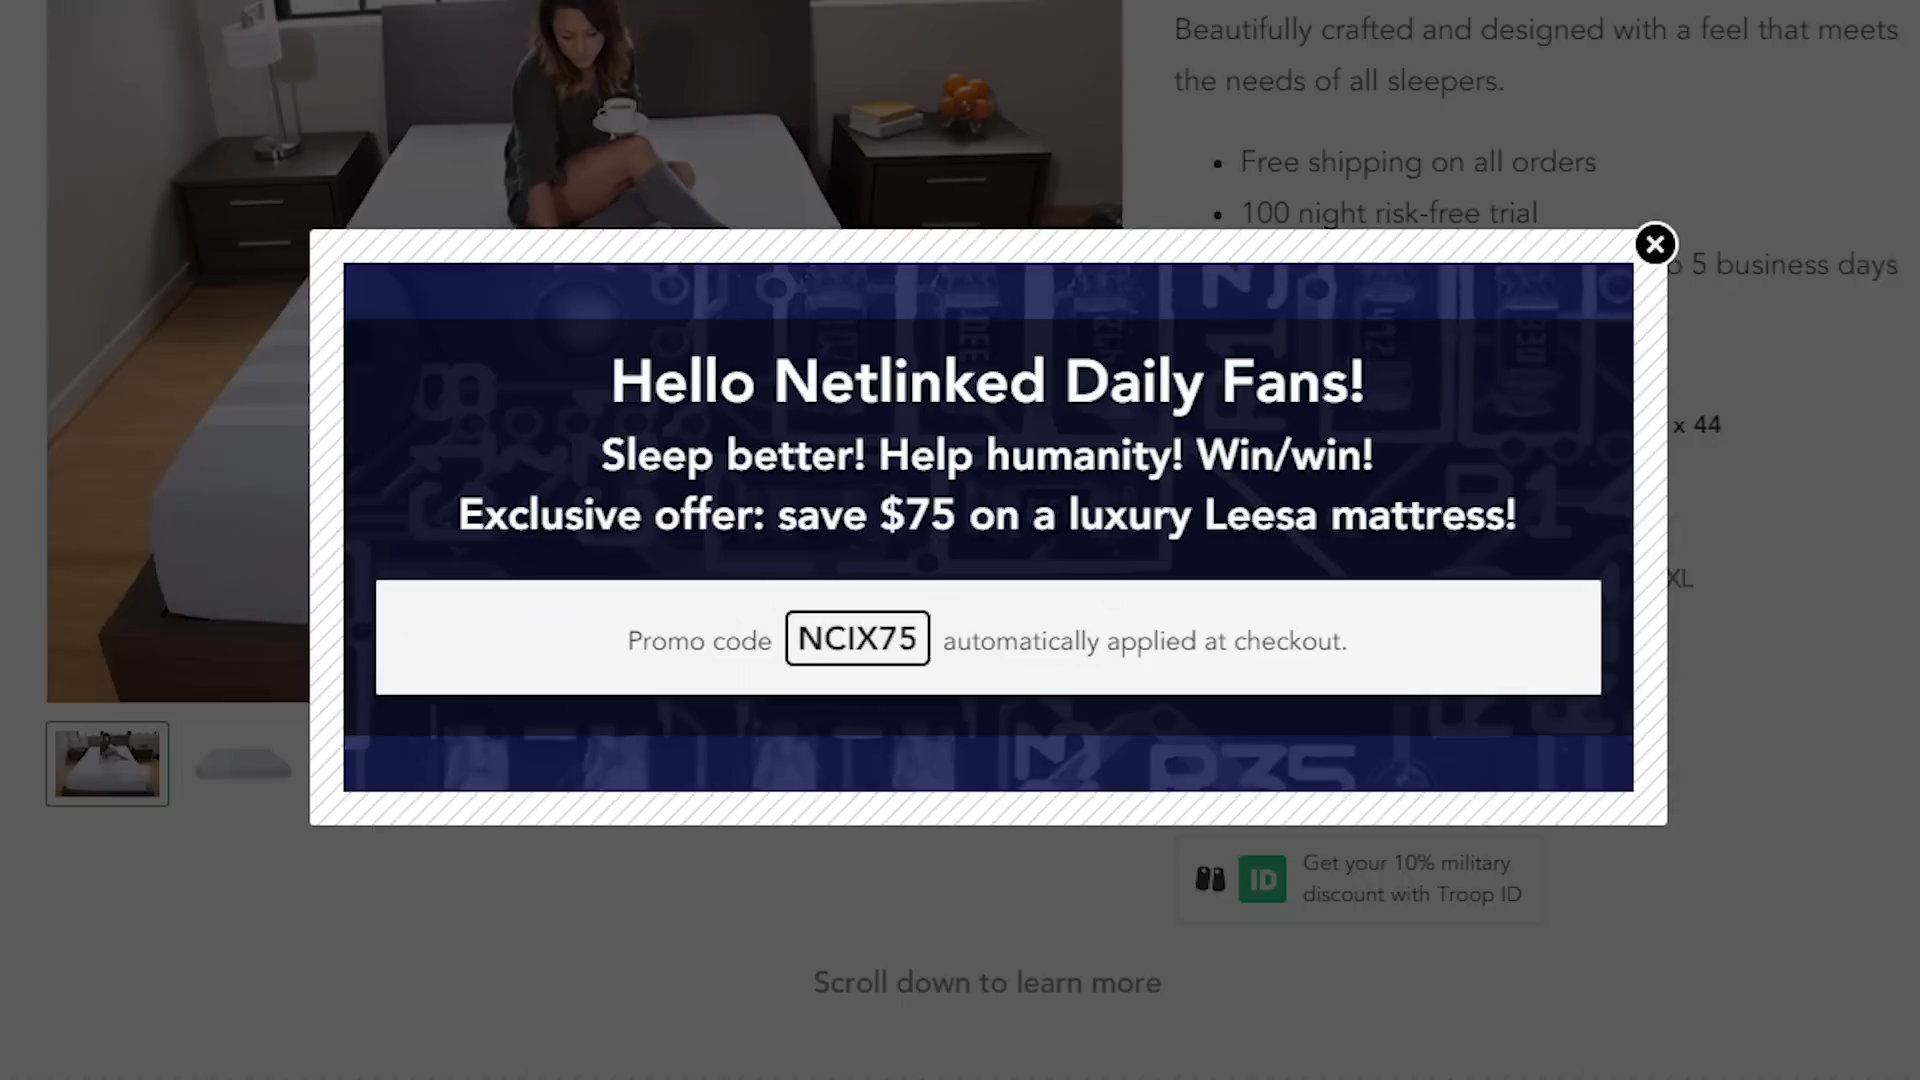 Beautifully crafted and designed with a feel that meets
the needs of all sleepers.
Free shipping on all orders
100 night risk-free trial
5 business days
Hello Netlinked Daily Fans!
x 44
Sleep better! Help humanity! Win/win!
Exclusive offer: save $75 on a luxury Leesa mattress!
XL
Promo code NCIX75 automatically applied at checkout.
R35
ID
Get your 10% military
discount with Troop ID
Scroll down to learn more